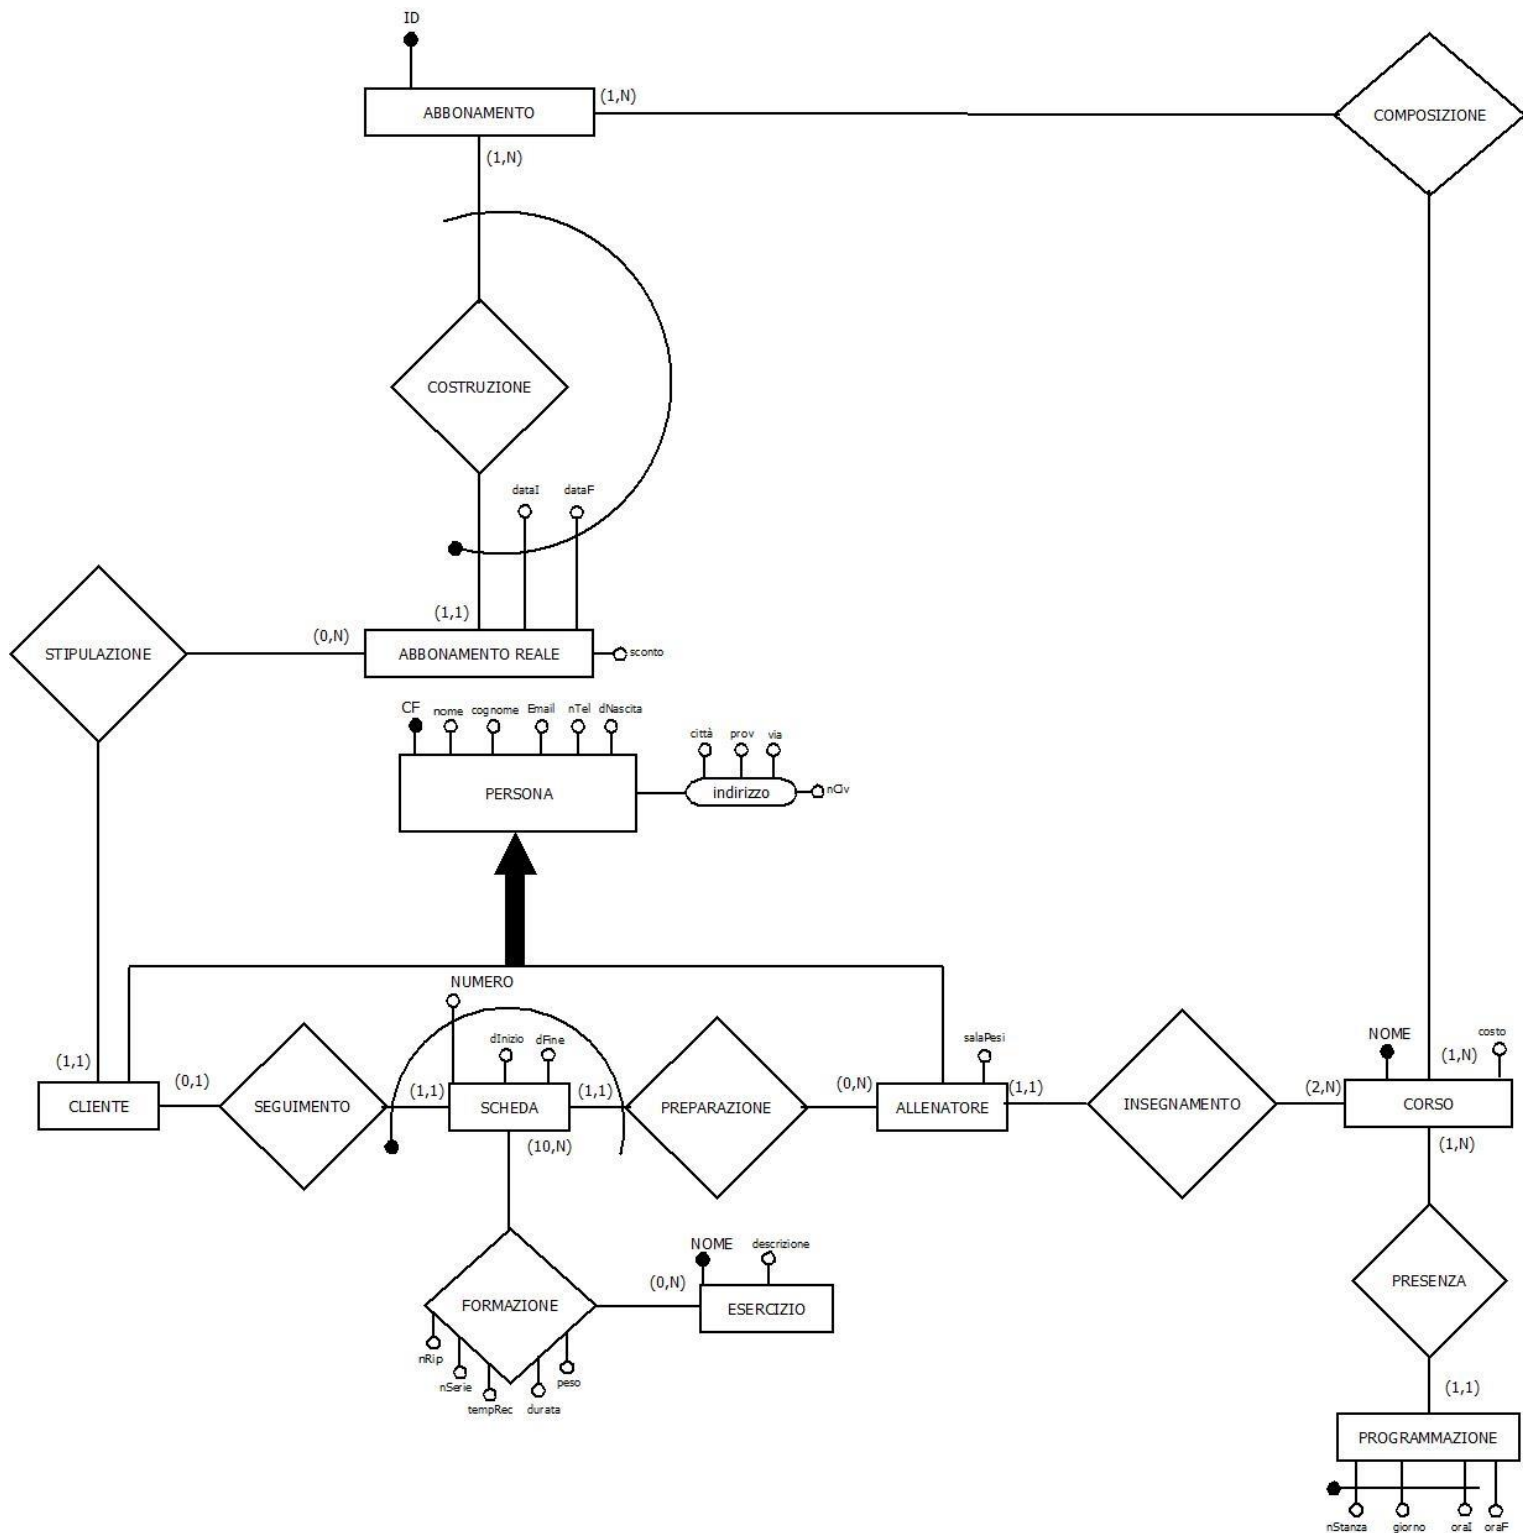 ID
ABBONAMENTO
(1,N)
COMPOSIZIONE
(1,N)
COSTRUZIONE
dataI
dataF
(1,1)
(0,N)
STIPULAZIONE
ABBONAMENTO REALE
sconto
CF
nome
cognome
Email
nTel
dNascita
città
prov
via
PERSONA
indirizzo
nCiv
NUMERO
dInizio
dFine
salaPesi
NOME
costo
(1,1)
(0,1)
(1,1)
(1,1)
(0,N)
(1,1)
(2,N)
(1,N)
CLIENTE
SEGUIMENTO
SCHEDA
PREPARAZIONE
ALLENATORE
INSEGNAMENTO
CORSO
(10,N)
(1,N)
NOME
descrizione
(0,N)
FORMAZIONE
ESERCIZIO
PRESENZA
nRip
nSerie
tempRec
durata
peso
(1,1)
PROGRAMMAZIONE
nStanza
giorno
oraI
oraF